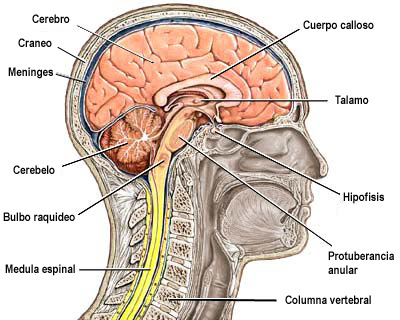 Cerebro
Craneo
Meninges
Cerebelo
Bulbo raquideo
Medula espinal
Cuerpo calloso
Talamo
Hipofisis
Protuberancia
anular
Columna vertebral